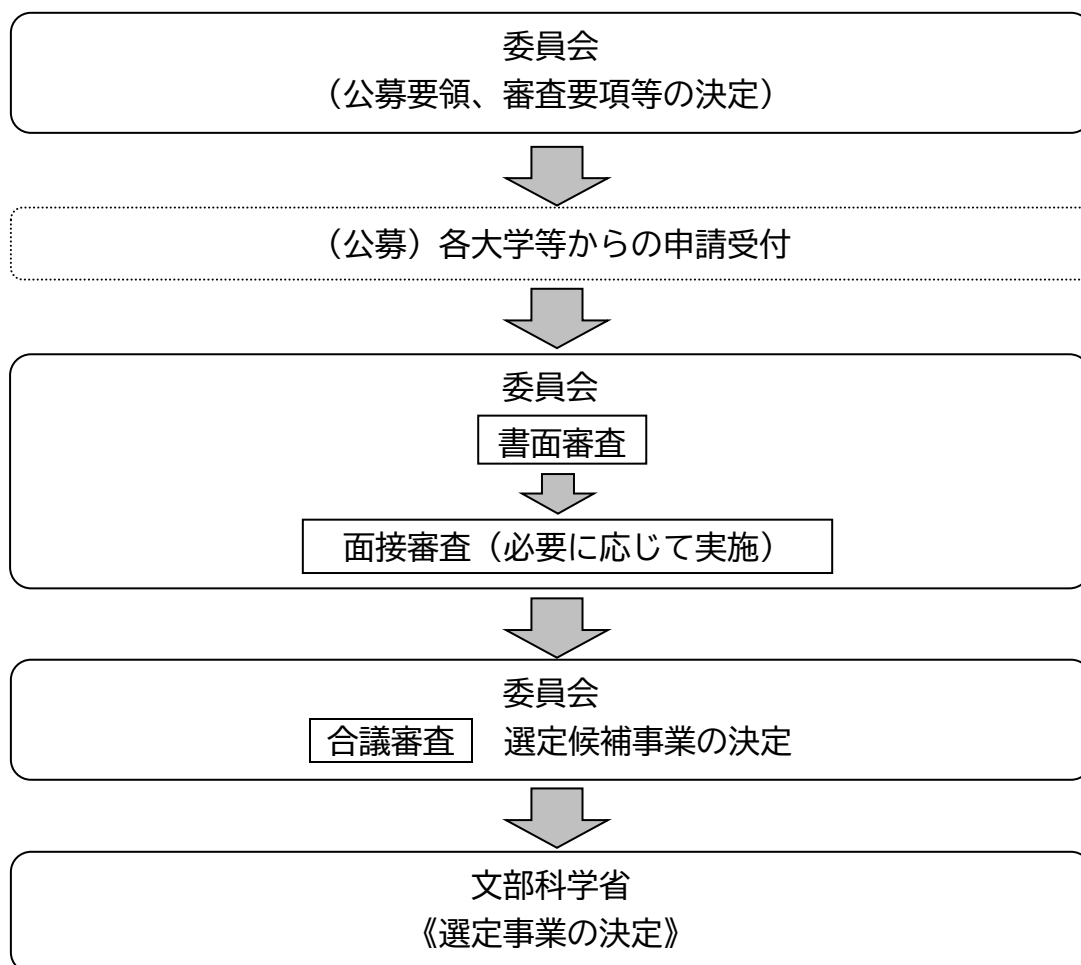 委員会
（公募要領、審査要項等の決定）
（公募）各大学等からの申請受付
委員会
書面審査
面接審査（必要に応じて実施）
委員会
合議審査　選定候補事業の決定
文部科学省
《選定事業の決定》